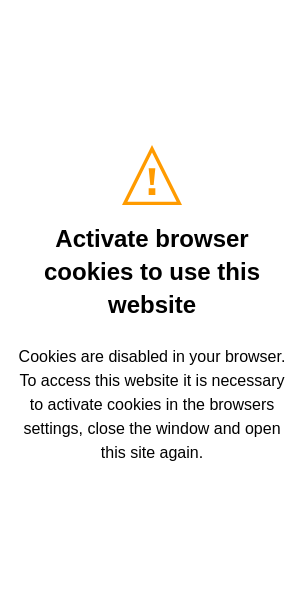 Activate browser
cookies to use this
website
Cookies are disabled in your browser.
To access this website it is necessary
to activate cookies in the browsers
settings, close the window and open
this site again.